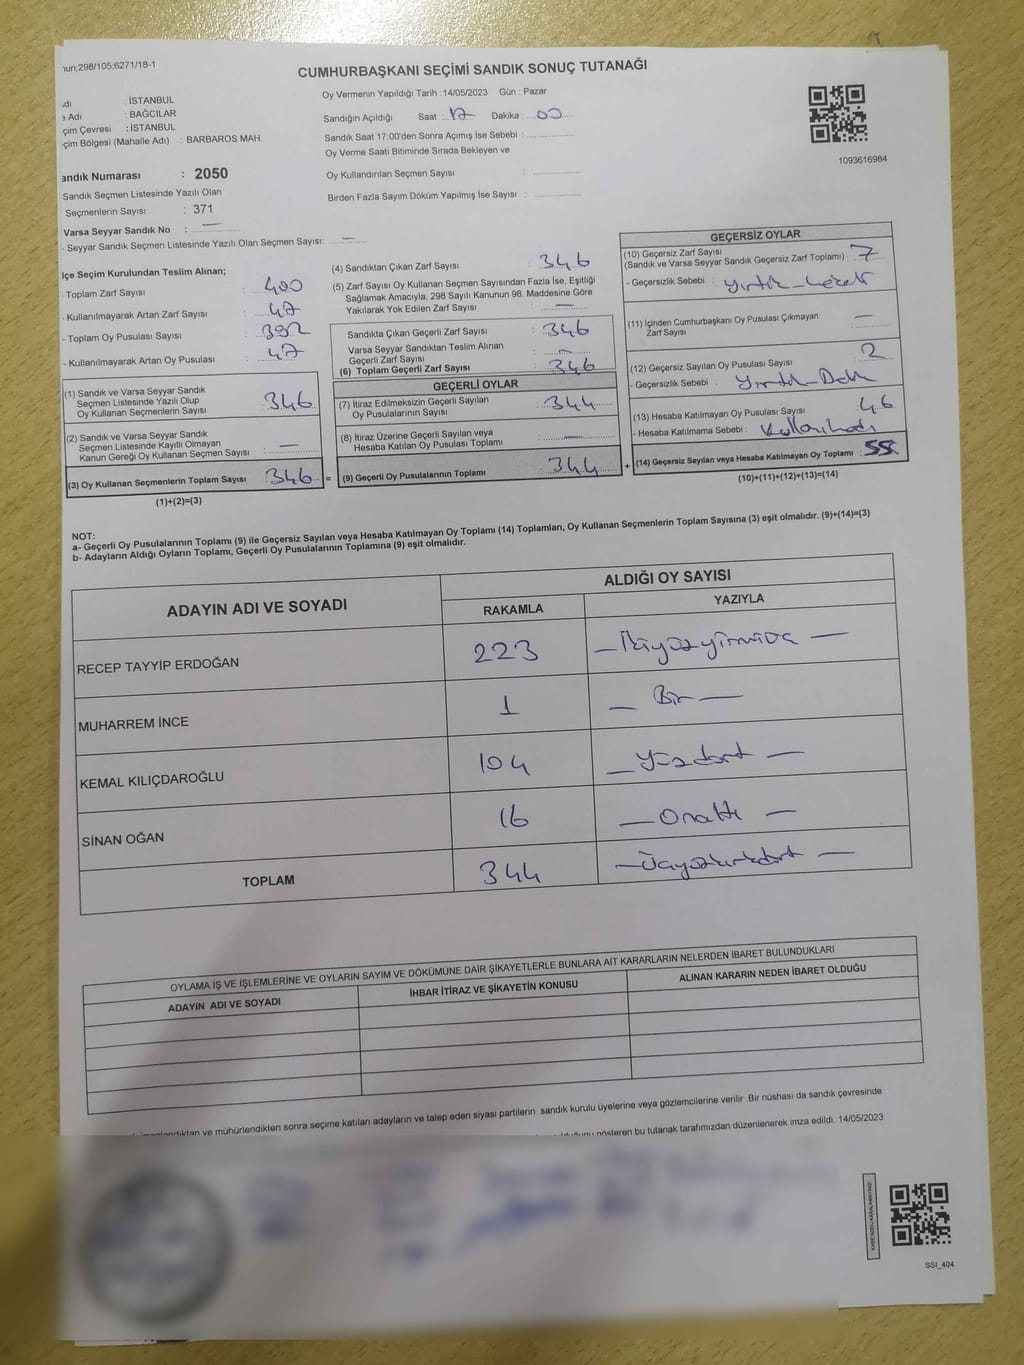 nun;298/105;6271/18-1
CUMHURBAŞKANI SEÇİMİ SANDIK SONUÇ TUTANAĞI
Oy Vermenin Yapıldığı Tarih :14/05/2023 Gün : Pazar
dı : İSTANBUL
e Adı : BAĞCILAR
çim Çevresi : İSTANBUL
çim Bölgesi (Mahalle Adı) : BARBAROS MAH.
Sandığın Açıldığı Saat : 17 Dakika : 00
Sandık Saat 17:00'den Sonra Açımış İse Sebebi :
Oy Verme Saati Bitiminde Sırada Bekleyen ve
Oy Kullandırılan Seçmen Sayısı :
Birden Fazla Sayım Döküm Yapılmış İse Sayısı :
1093616984
andık Numarası : 2050
Sandık Seçmen Listesinde Yazılı Olan
Seçmenlerin Sayısı : 371
Varsa Seyyar Sandık No : —
- Seyyar Sandık Seçmen Listesinde Yazılı Olan Seçmen Sayısı: —
lçe Seçim Kurulundan Teslim Alınan;
- Toplam Zarf Sayısı : 400
- Kullanılmayarak Artan Zarf Sayısı : 47
- Toplam Oy Pusulası : 392
- Kullanılmayarak Artan Oy Pusulası : 47
(1) Sandık ve Varsa Seyyar Sandık
Seçmen Listesinde Yazılı Olup
Oy Kullanan Seçmenlerin Sayısı : 346
(2) Sandık ve Varsa Seyyar Sandık
Seçmen Listesinde Kayıtlı Olmayan
Kanun Gereği Oy Kullanan Seçmen Sayısı : —
(3) Oy Kullanan Seçmenlerin Toplam Sayısı : 346 =
(1)+(2)=(3)
(4) Sandıktan Çıkan Zarf Sayısı : 346
(5) Zarf Sayısı Oy Kullanan Seçmen Sayısından Fazla İse, Eşitliği
Sağlamak Amacıyla; 298 Sayılı Kanunun 98. Maddesine Göre
Yakılarak Yok Edilen Zarf Sayısı : —
Sandıkta Çıkan Geçerli Zarf Sayısı : 346
Varsa Seyyar Sandıktan Teslim Alınan
Geçerli Zarf Sayısı : —
(6) Toplam Geçerli Zarf Sayısı : 346
GEÇERLİ OYLAR
(7) İtiraz Edilmeksizin Geçerli Sayılan
Oy Pusulalarının Sayısı : 344
(8) İtiraz Üzerine Geçerli Sayılan veya
Hesaba Katılan Oy Pusulası Toplamı : —
(9) Geçerli Oy Pusulalarının Toplamı : 344 +
GEÇERSİZ OYLAR
(10) Geçersiz Zarf Sayısı
(Sandık ve Varsa Seyyar Sandık Geçersiz Zarf Toplamı) : 7
- Geçersizlik Sebebi : Yırtık
(11) İçinden Cumhurbaşkanı Oy Pusulası Çıkmayan
Zarf Sayısı : —
(12) Geçersiz Sayılan Oy Pusulası Sayısı : 2
- Geçersizlik Sebebi : Yırtık
(13) Hesaba Katılmayan Oy Pusulası Sayısı : 46
- Hesaba Katılmama Sebebi : Kullanılmadı
(14) Geçersiz Sayılan veya Hesaba Katılmayan Oy Toplamı : 55
(10)+(11)+(12)+(13)=(14)
NOT:
a- Geçerli Oy Pusulalarının Toplamı (9) ile Geçersiz Sayılan veya Hesaba Katılmayan Oy Toplamı (14) Toplamları, Oy Kullanan Seçmenlerin Toplam Sayısına (3) eşit olmalıdır. (9)+(14)=(3)
b- Adayların Aldığı Oyların Toplamı, Geçerli Oy Pusulalarının Toplamına (9) eşit olmalıdır.
ADAYIN ADI VE SOYADI
ALDIĞI OY SAYISI
RAKAMLA YAZIYLA
RECEP TAYYİP ERDOĞAN 223 — İkiyüzyirmiüç —
MUHARREM İNCE 1 — Bir —
KEMAL KILIÇDAROĞLU 104 — Yüzdört —
SİNAN OĞAN 16 — Onaltı —
TOPLAM 344 — Üçyüzkırkdört —
OYLAMA İŞ VE İŞLEMLERİNE VE OYLARIN SAYIM VE DÖKÜMÜNE DAİR ŞİKAYETLERLE BUNLARA AİT KARARLARIN NELERDEN İBARET BULUNDUKLARI
ADAYIN ADI VE SOYADI İHBAR İTİRAZ VE ŞİKAYETİN KONUSU ALINAN KARARIN NEDEN İBARET OLDUĞU
ve mühürlendikten sonra seçime katılan adayların ve talep eden siyasi partilerin sandık kurulu üyelerine veya gözlemcilerine verilir .Bir nüshası da sandık çevresinde
gösteren bu tutanak tarafımızdan düzenlenerek imza edildi. 14/05/2023
SSI_404